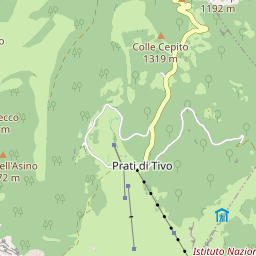 1192 m
Colle Cepito
1319 m
ecco
m
ell'Asino
72 m
Prati di Tivo
Istituto Nazion